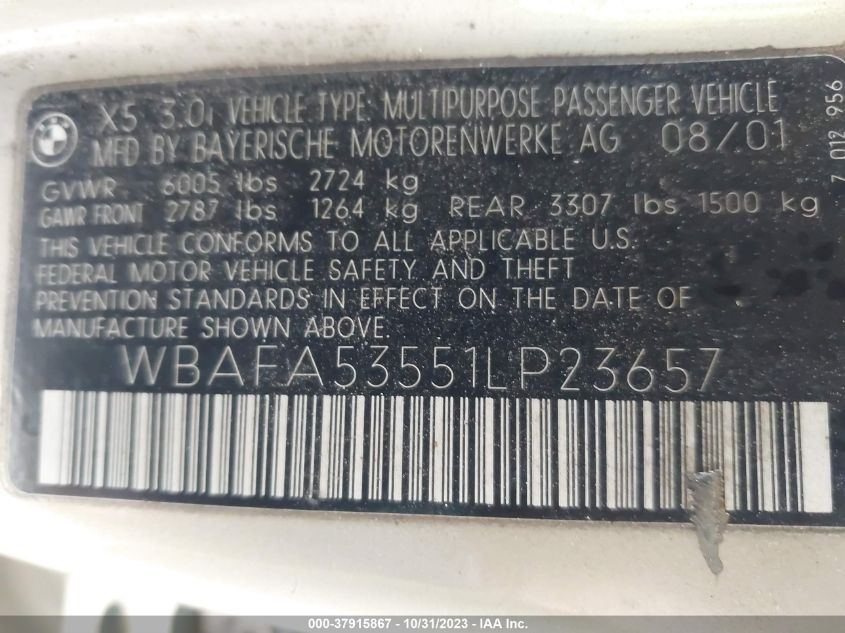 BMW
X5 3.0i VEHICLE TYPE MULTIPURPOSE PASSENGER VEHICLE
MFD BY BAYERISCHE MOTORENWERKE AG 08/01
GVWR 6005 lbs 2724 kg
GAWR FRONT 2787 lbs 1264 kg REAR 3307 lbs 1500 kg
THIS VEHICLE CONFORMS TO ALL APPLICABLE U.S.
FEDERAL MOTOR VEHICLE SAFETY AND THEFT
PREVENTION STANDARDS IN EFFECT ON THE DATE OF
MANUFACTURE SHOWN ABOVE.
WBAFA53551LP23657
7 012 956
000-37915867 - 10/31/2023 - IAA Inc.